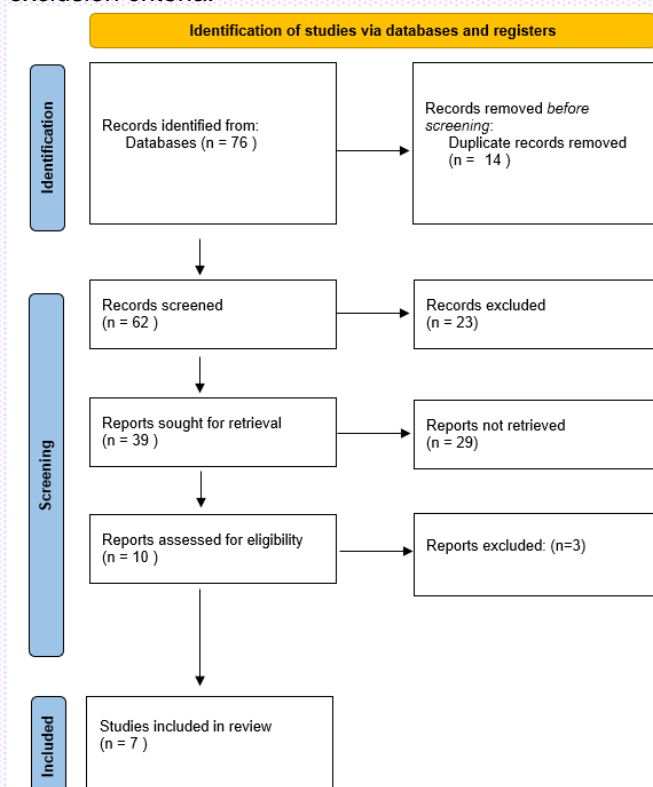 exclusion criteria.
Identification of studies via databases and registers
Identification
Records identified from:
Databases (n = 76 )
Records removed before
screening:
Duplicate records removed
(n =  14 )
Screening
Records screened
(n = 62 )
Records excluded
(n = 23)
Reports sought for retrieval
(n = 39 )
Reports not retrieved
(n = 29)
Reports assessed for eligibility
(n = 10 )
Reports excluded: (n=3)
Included
Studies included in review
(n = 7 )